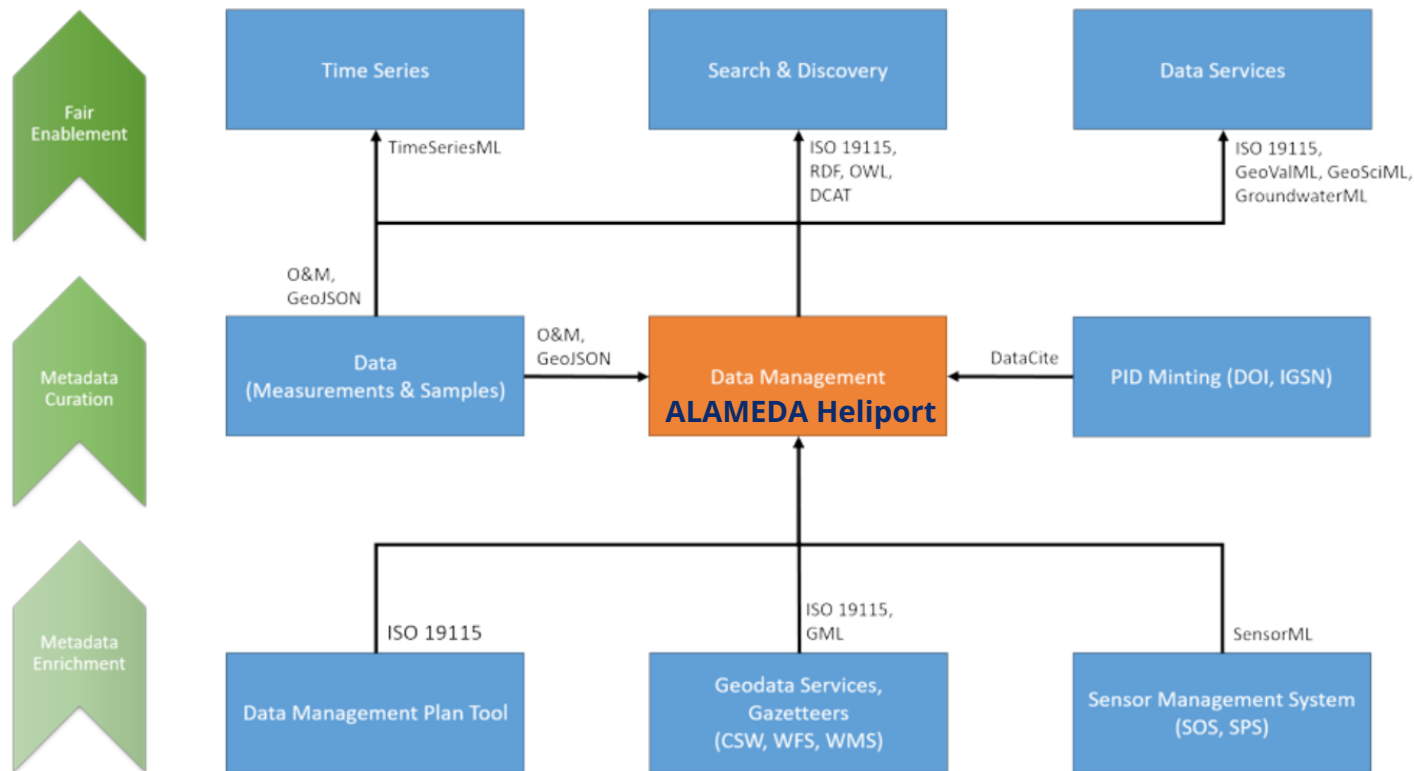 Fair
Enablement
Time Series
Search & Discovery
Data Services
TimeSeriesML
ISO 19115,
RDF, OWL,
DCAT
ISO 19115,
GeoValML, GeoSciML,
GroundwaterML
O&M,
GeoJSON
Metadata
Curation
Data
(Measurements & Samples)
O&M,
GeoJSON
Data Management
ALAMEDA Heliport
DataCite
PID Minting (DOI, IGSN)
Metadata
Enrichment
ISO 19115
ISO 19115,
GML
SensorML
Data Management Plan Tool
Geodata Services,
Gazetteers
(CSW, WFS, WMS)
Sensor Management System
(SOS, SPS)